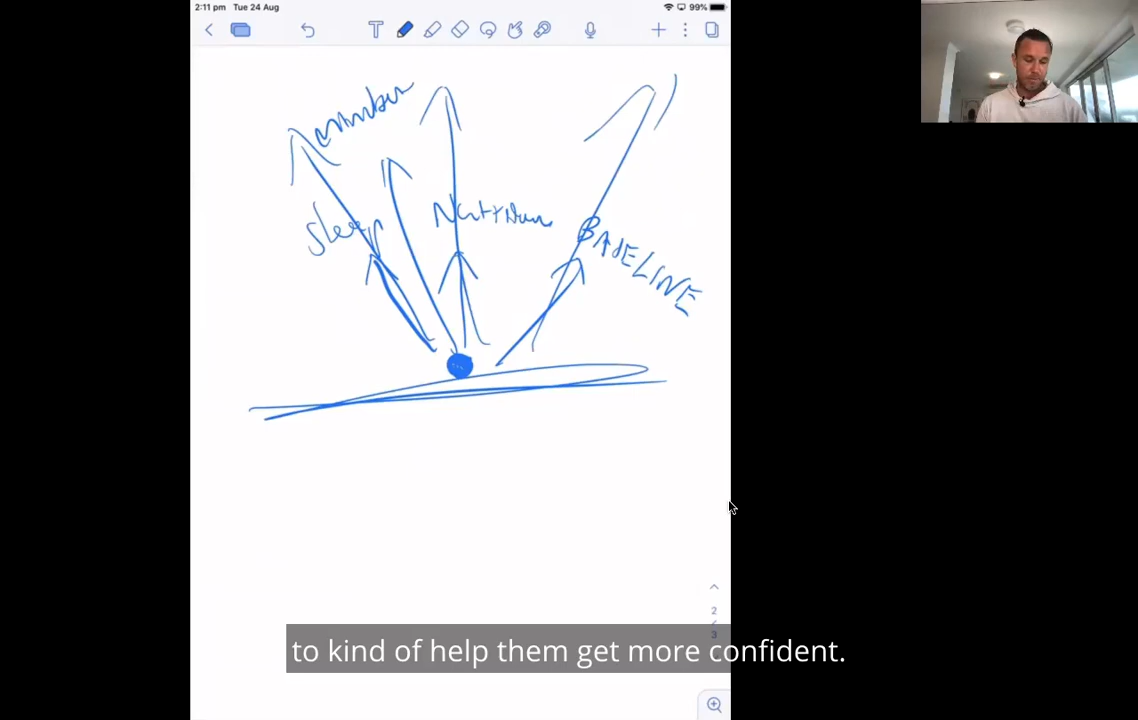 2:11 pm Tue 24 Aug
99%
T
Sleep
Nutrition
BASELINE
2
3
to kind of help them get more confident.